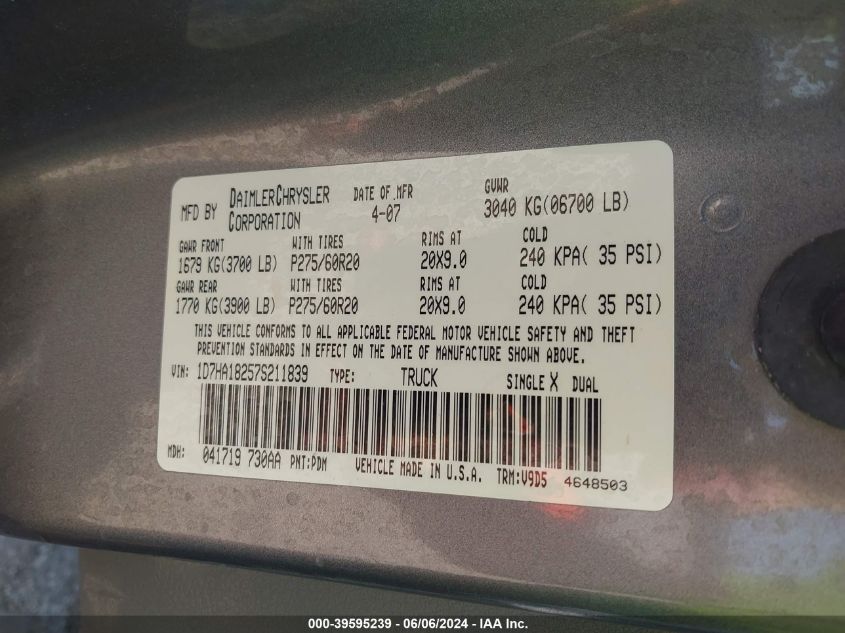 MFD BY DAIMLERCHRYSLER CORPORATION DATE OF MFR 4-07 GVWR 3040 KG(06700 LB)
GAWR FRONT WITH TIRES RIMS AT COLD
1679 KG(3700 LB) P275/60R20 20X9.0 240 KPA( 35 PSI)
GAWR REAR WITH TIRES RIMS AT COLD
1770 KG(3900 LB) P275/60R20 20X9.0 240 KPA( 35 PSI)
THIS VEHICLE CONFORMS TO ALL APPLICABLE FEDERAL MOTOR VEHICLE SAFETY AND THEFT
PREVENTION STANDARDS IN EFFECT ON THE DATE OF MANUFACTURE SHOWN ABOVE.
VIN: 1D7HA18257S211839 TYPE: TRUCK SINGLE X DUAL
MDH: 041719 730AA PNT:PDM VEHICLE MADE IN U.S.A. TRM:V9D5 4648503
000-39595239 - 06/06/2024 - IAA Inc.